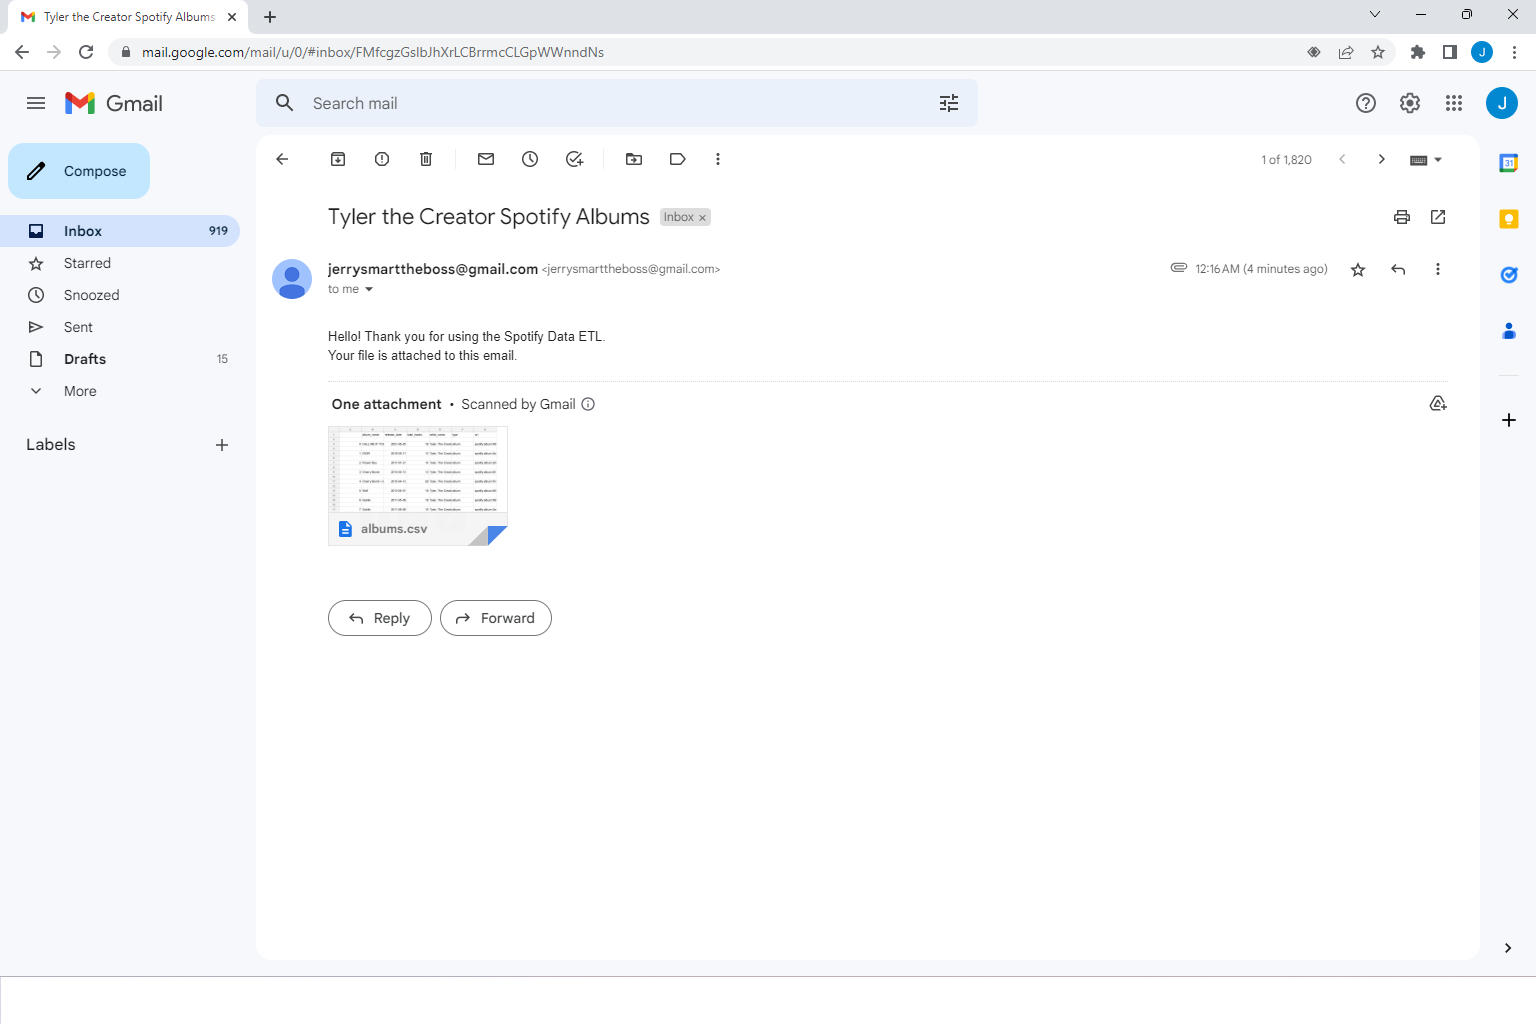 Tyler the Creator Spotify Albums
mail.google.com/mail/u/0/#inbox/FMfcgzGslbJhXrLCBrrmcCLGpWWnndNs
J
Gmail
Search mail
J
Compose
1 of 1,820
31
Tyler the Creator Spotify Albums Inbox ×
Inbox 919
Starred
Snoozed
Sent
Drafts 15
More
Labels
jerrysmarttheboss@gmail.com <jerrysmarttheboss@gmail.com>
12:16 AM (4 minutes ago)
to me
Hello! Thank you for using the Spotify Data ETL.
Your file is attached to this email.
One attachment • Scanned by Gmail
albums.csv
Reply
Forward